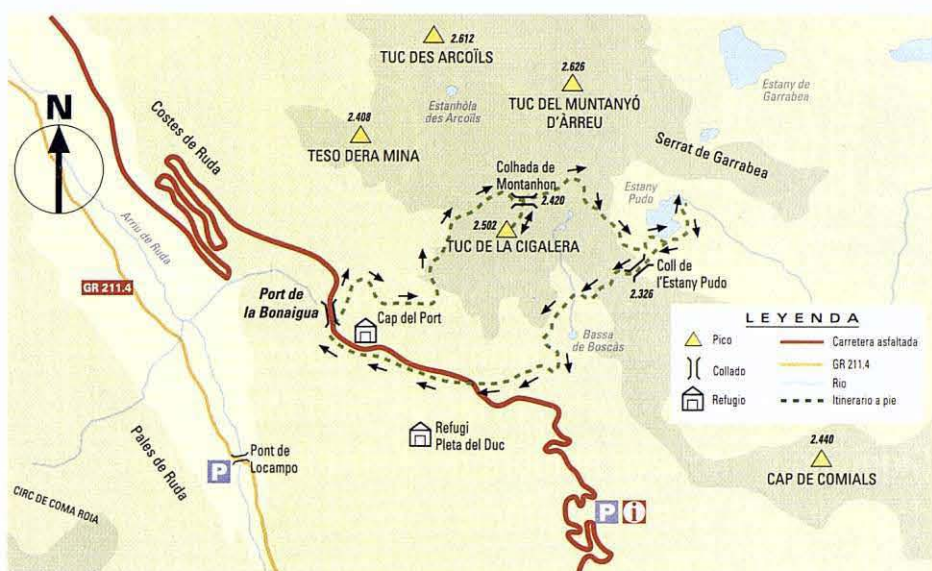 2.612
TUC DES ARCOÏLS
2.626
TUC DEL MUNTANYÓ
D'ÀRREU
Estany de
Garrabea
Estanhòla
des Arcoïls
N
Costes de Ruda
2.408
TESO DERA MINA
Serrat de Garrabea
Colhada de
Montanhon
2.420
Estany
Pudo
Arriu de Ruda
2.502
TUC DE LA CIGALERA
Coll de
l'Estany Pudo
2.326
GR 211.4
Port de
la Bonaigua
Cap del Port
Bassa
de Boscàs
LEYENDA
Pico
Carretera asfaltada
Collado
GR 211.4
Rio
Refugio
Itinerario a pie
Refugi
Pleta del Duc
2.440
CAP DE COMIALS
Pales de Ruda
Pont de
Locampo
P
CIRC DE COMA ROIA
P i